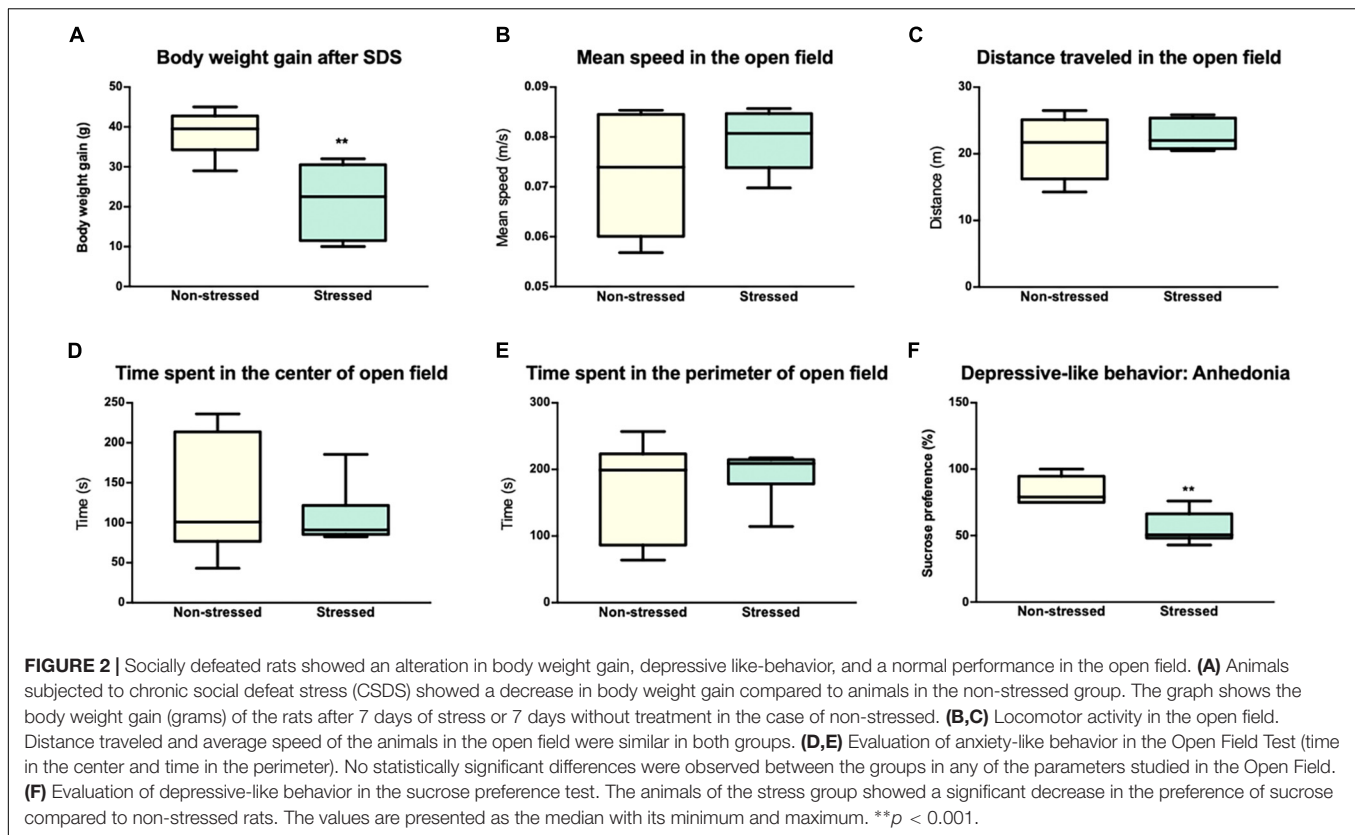 A
Body weight gain after SDS
Body weight gain (g)
50
40
30
20
10
0
**
Non-stressed
Stressed
B
Mean speed in the open field
Mean speed (m/s)
0.09
0.08
0.07
0.06
0.05
Non-stressed
Stressed
C
Distance traveled in the open field
Distance (m)
30
20
10
0
Non-stressed
Stressed
D
Time spent in the center of open field
Time (s)
250
200
150
100
50
0
Non-stressed
Stressed
E
Time spent in the perimeter of open field
Time (s)
300
200
100
0
Non-stressed
Stressed
F
Depressive-like behavior: Anhedonia
Sucrose preference (%)
150
100
50
0
**
Non-stressed
Stressed
FIGURE 2 | Socially defeated rats showed an alteration in body weight gain, depressive like-behavior, and a normal performance in the open field. (A) Animals
subjected to chronic social defeat stress (CSDS) showed a decrease in body weight gain compared to animals in the non-stressed group. The graph shows the
body weight gain (grams) of the rats after 7 days of stress or 7 days without treatment in the case of non-stressed. (B,C) Locomotor activity in the open field.
Distance traveled and average speed of the animals in the open field were similar in both groups. (D,E) Evaluation of anxiety-like behavior in the Open Field Test (time
in the center and time in the perimeter). No statistically significant differences were observed between the groups in any of the parameters studied in the Open Field.
(F) Evaluation of depressive-like behavior in the sucrose preference test. The animals of the stress group showed a significant decrease in the preference of sucrose
compared to non-stressed rats. The values are presented as the median with its minimum and maximum. **p < 0.001.